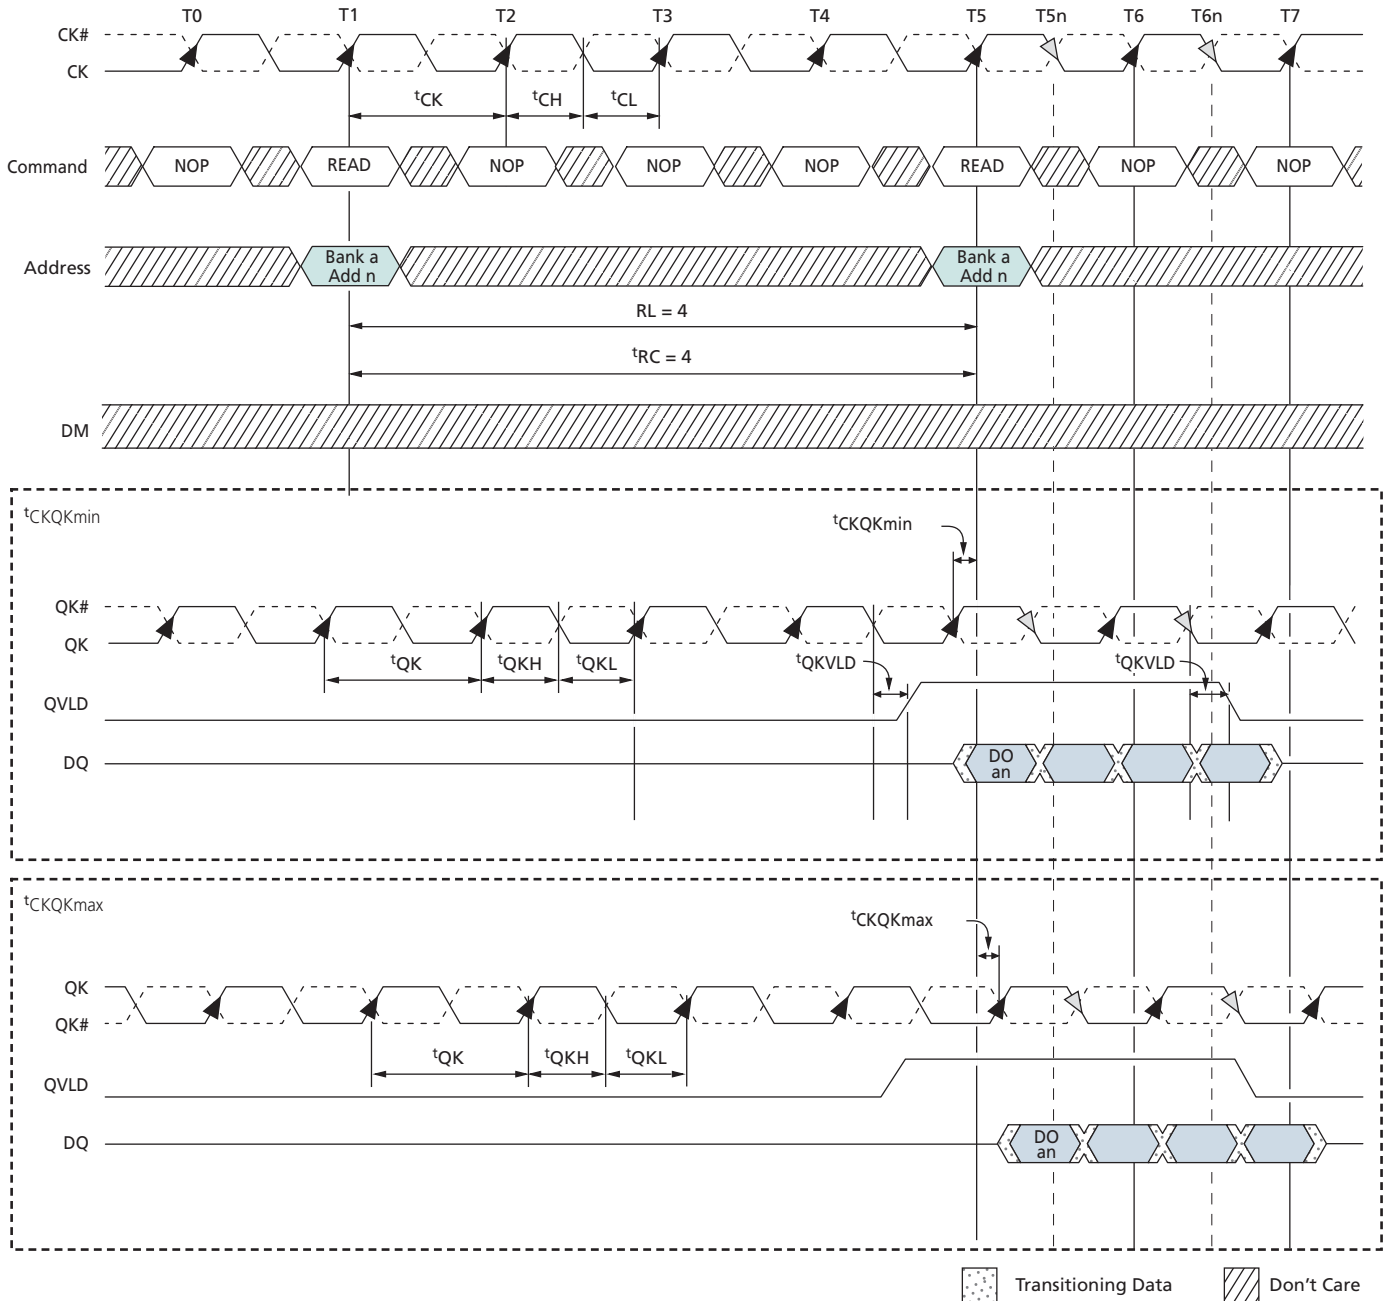 T0 T1 T2 T3 T4 T5 T5n T6 T6n T7
CK#
CK
tCK tCH tCL
Command NOP READ NOP NOP NOP READ NOP NOP
Address Bank a Add n Bank a Add n
RL = 4
tRC = 4
DM
tCKQKmin
tCKQKmin
QK#
QK
tQK tQKH tQKL tQKVLD tQKVLD
QVLD
DQ DO an
tCKQKmax
tCKQKmax
QK
QK#
tQK tQKH tQKL
QVLD
DQ DO an
Transitioning Data Don't Care